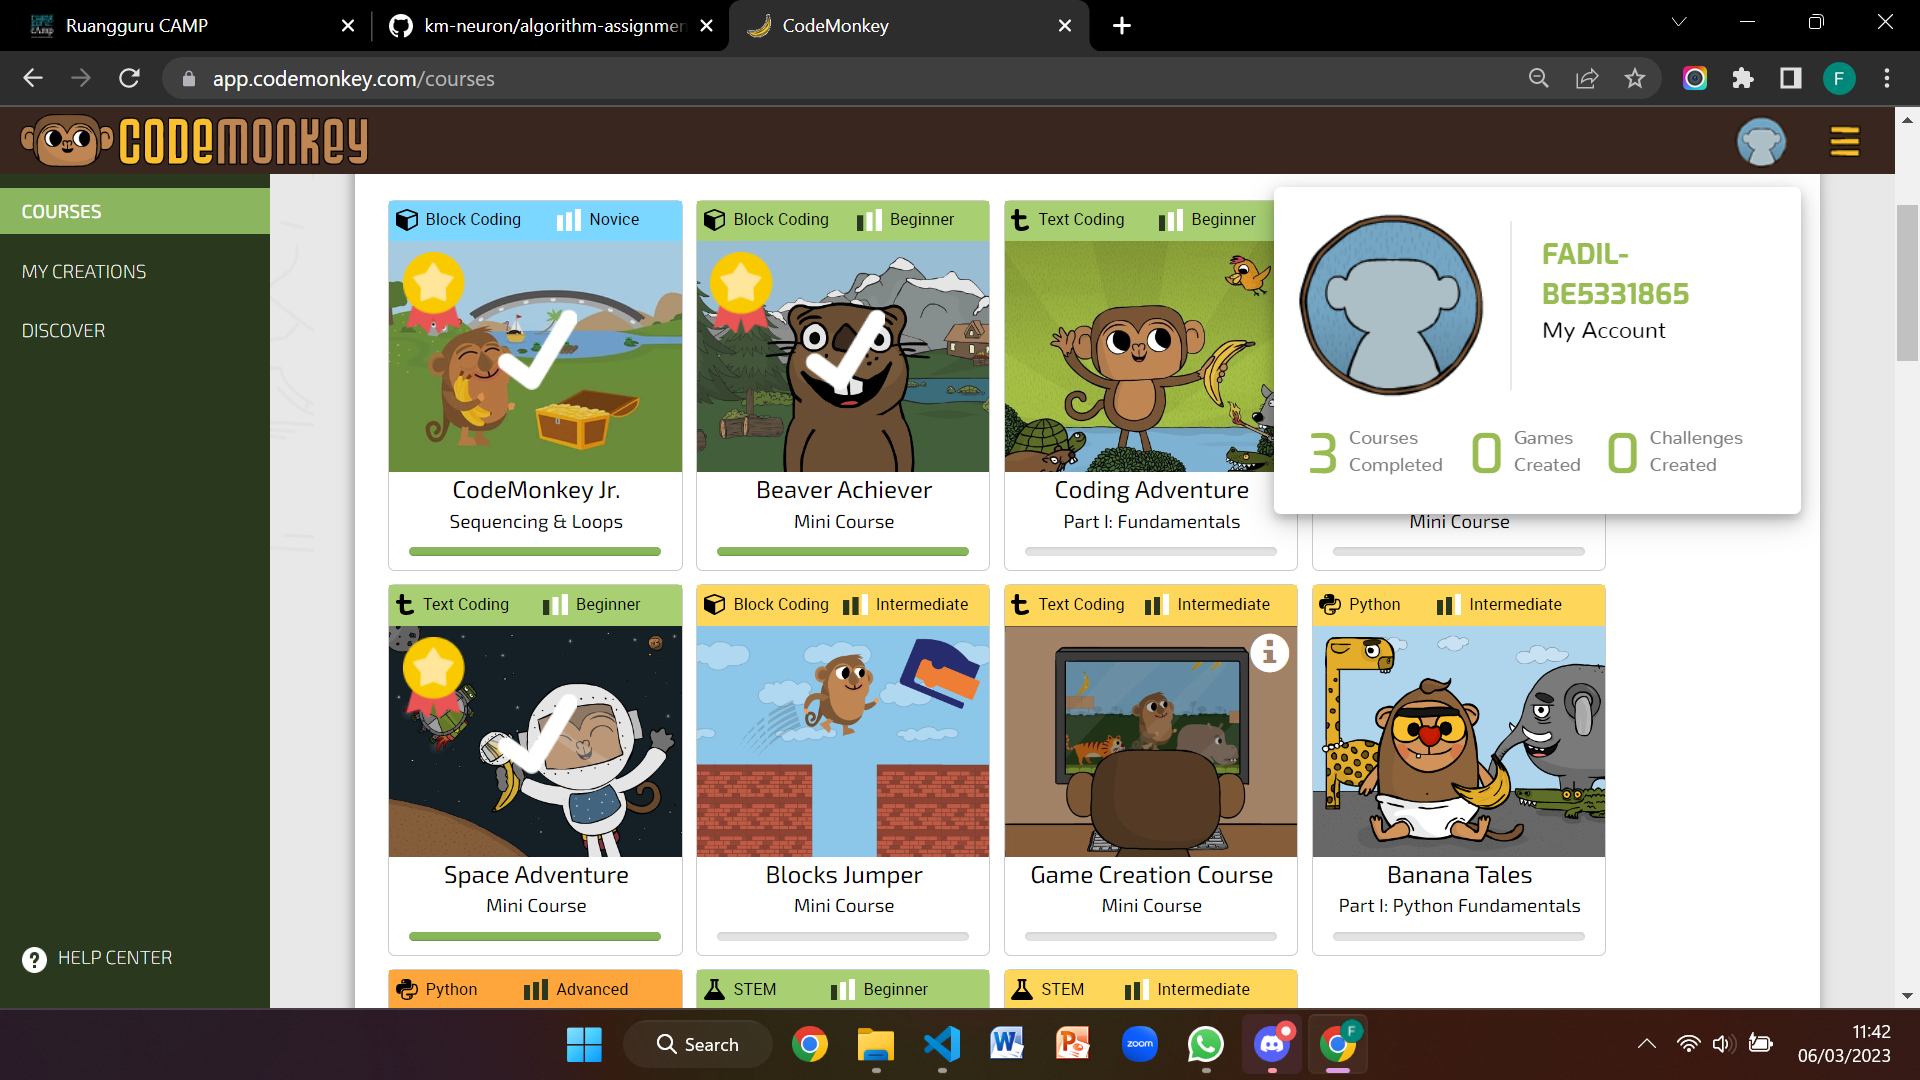 Ruangguru CAMP
km-neuron/algorithm-assignmen
CodeMonkey
app.codemonkey.com/courses
F
CODEMONKEY
COURSES
MY CREATIONS
DISCOVER
HELP CENTER
Block Coding Novice
Block Coding Beginner
Text Coding Beginner
FADIL-
BE5331865
My Account
3 Courses Completed
0 Games Created
0 Challenges Created
CodeMonkey Jr.
Sequencing & Loops
Beaver Achiever
Mini Course
Coding Adventure
Part I: Fundamentals
Mini Course
Text Coding Beginner
Block Coding Intermediate
Text Coding Intermediate
Python Intermediate
Space Adventure
Mini Course
Blocks Jumper
Mini Course
Game Creation Course
Mini Course
Banana Tales
Part I: Python Fundamentals
Python Advanced
STEM Beginner
STEM Intermediate
Search
zoom
F
11:42
06/03/2023